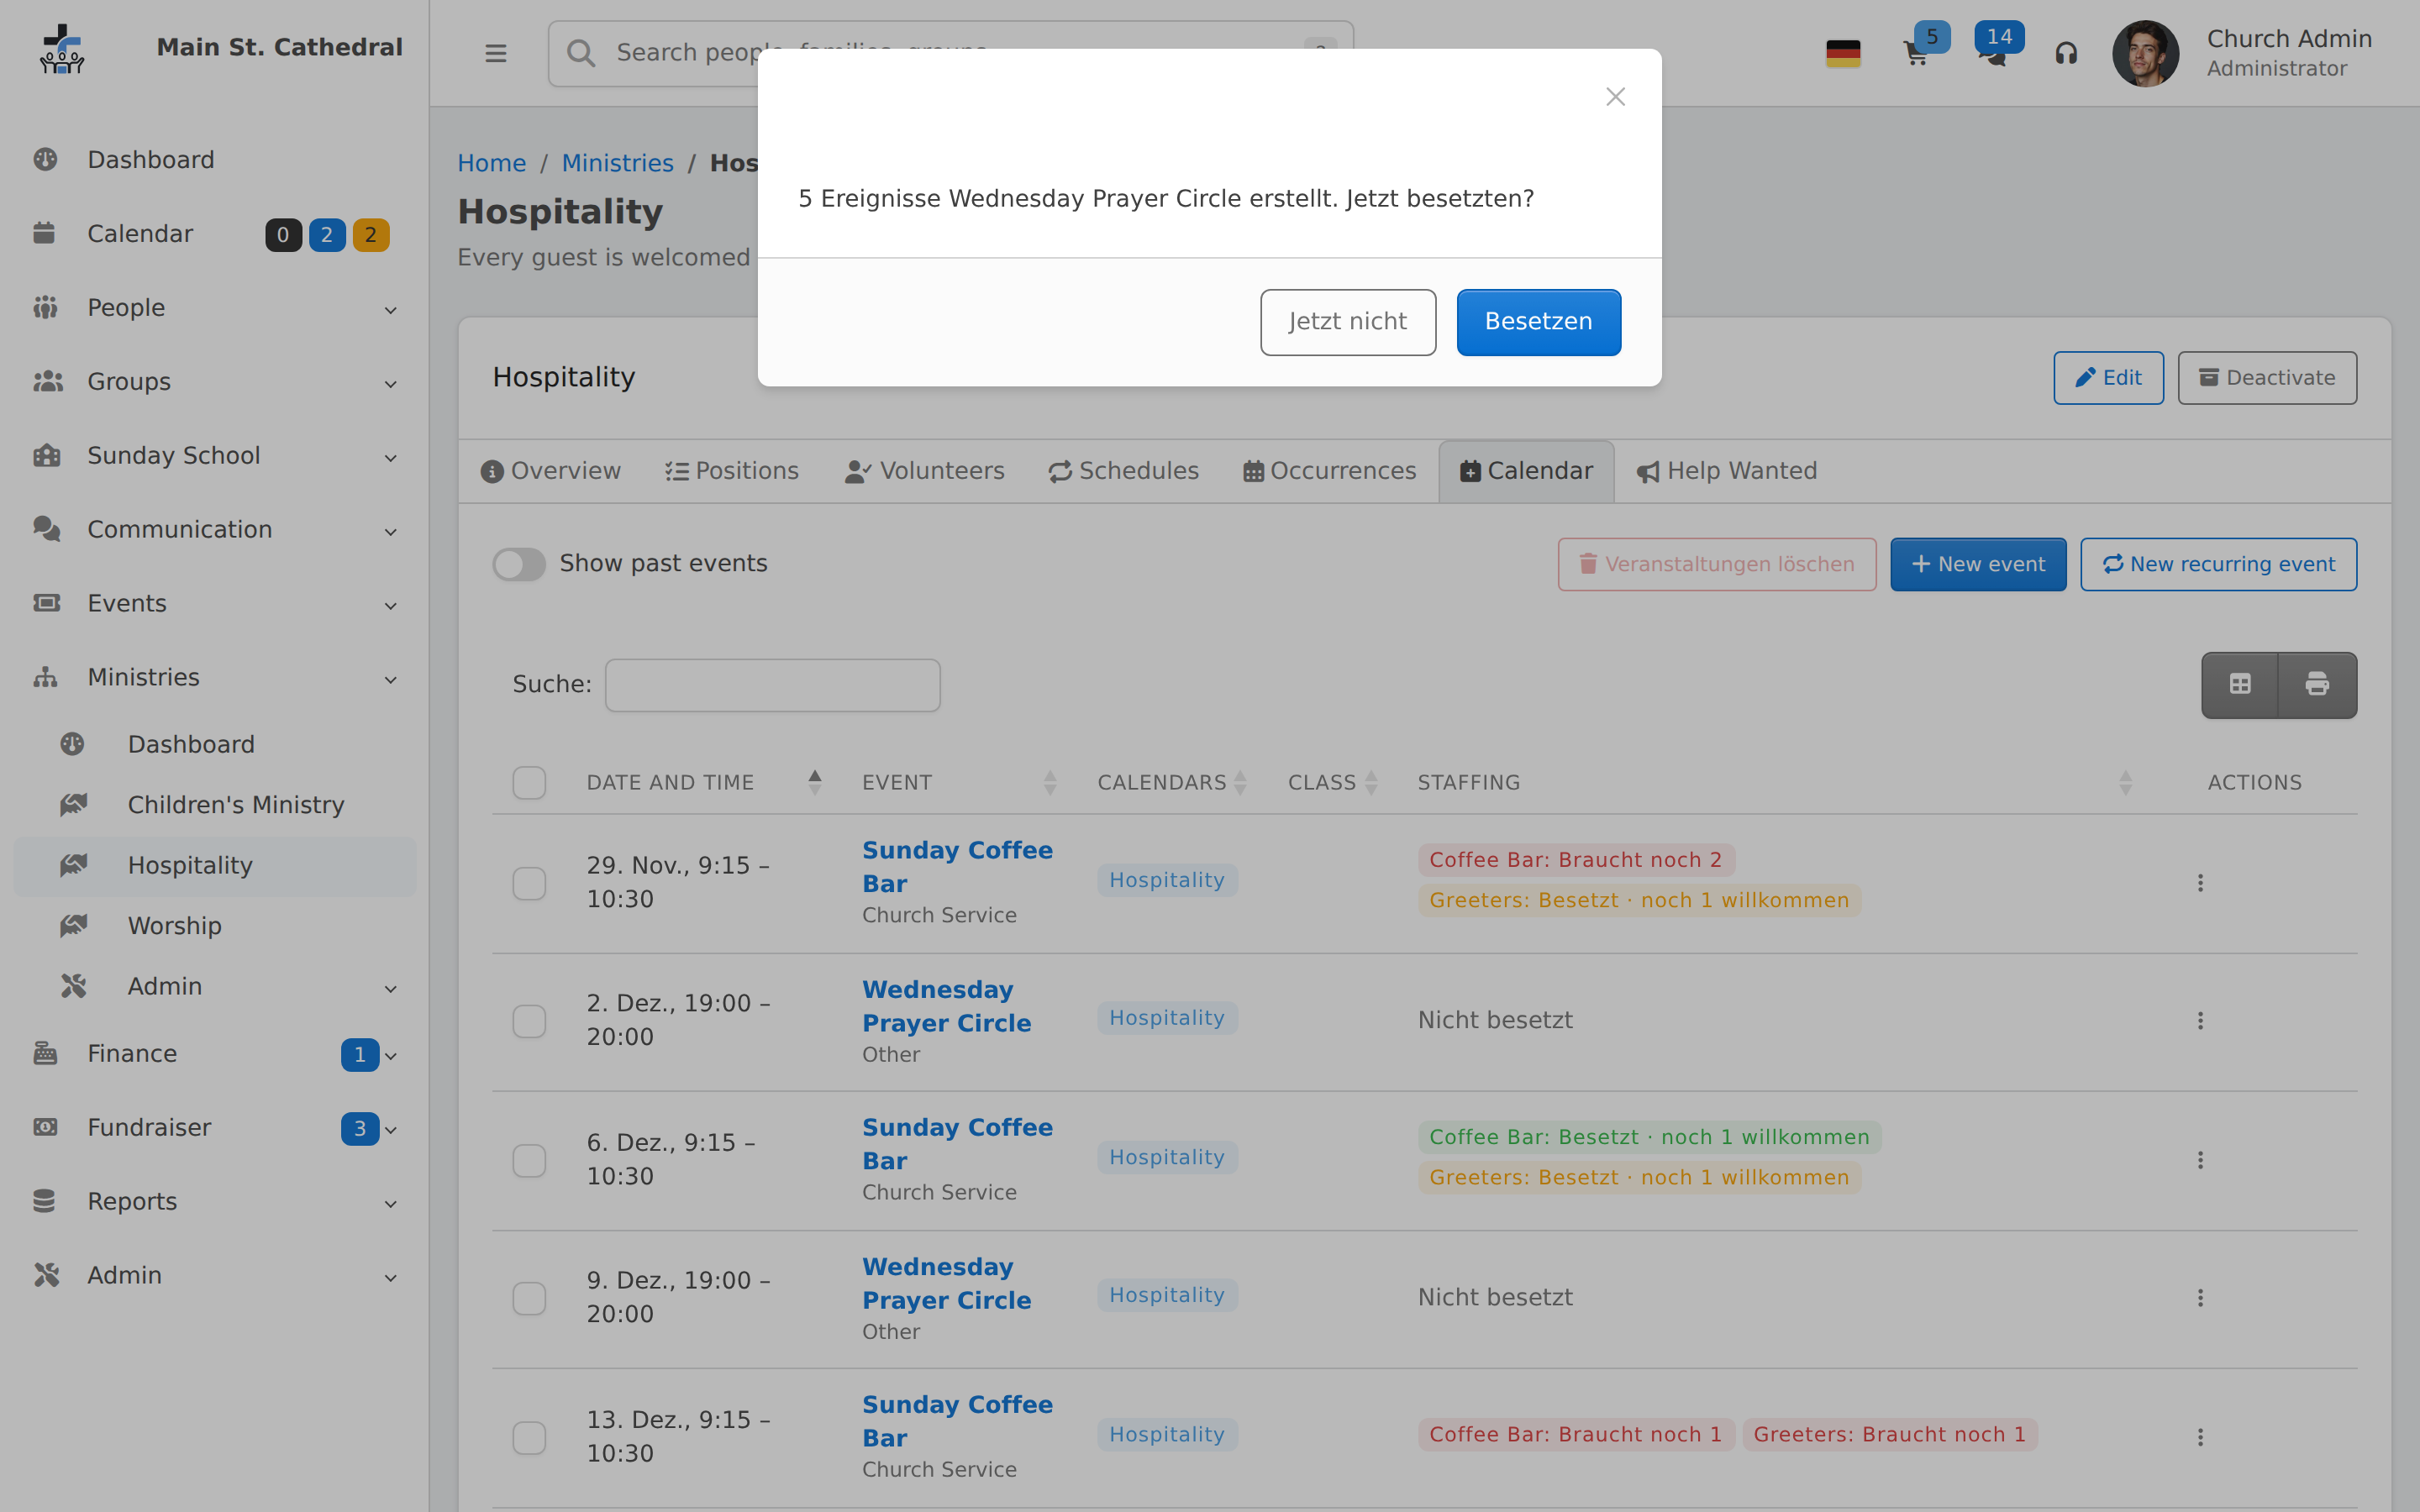 Main St. Cathedral
Search people, families, groups
5
14
Church Admin
Administrator
Dashboard
Calendar
0
2
2
People
Groups
Sunday School
Communication
Events
Ministries
Dashboard
Children's Ministry
Hospitality
Worship
Admin
Finance
1
Fundraiser
3
Reports
Admin
5 Ereignisse Wednesday Prayer Circle erstellt. Jetzt besetzten?
Jetzt nicht
Besetzen
Home / Ministries / Hos
Hospitality
Every guest is welcomed
Hospitality
Edit
Deactivate
Overview
Positions
Volunteers
Schedules
Occurrences
Calendar
Help Wanted
Show past events
Veranstaltungen löschen
New event
New recurring event
Suche:
DATE AND TIME
EVENT
CALENDARS
CLASS
STAFFING
ACTIONS
29. Nov., 9:15 –
10:30
Sunday Coffee
Bar
Church Service
Hospitality
Coffee Bar: Braucht noch 2
Greeters: Besetzt · noch 1 willkommen
2. Dez., 19:00 –
20:00
Wednesday
Prayer Circle
Other
Hospitality
Nicht besetzt
6. Dez., 9:15 –
10:30
Sunday Coffee
Bar
Church Service
Hospitality
Coffee Bar: Besetzt · noch 1 willkommen
Greeters: Besetzt · noch 1 willkommen
9. Dez., 19:00 –
20:00
Wednesday
Prayer Circle
Other
Hospitality
Nicht besetzt
13. Dez., 9:15 –
10:30
Sunday Coffee
Bar
Church Service
Hospitality
Coffee Bar: Braucht noch 1
Greeters: Braucht noch 1